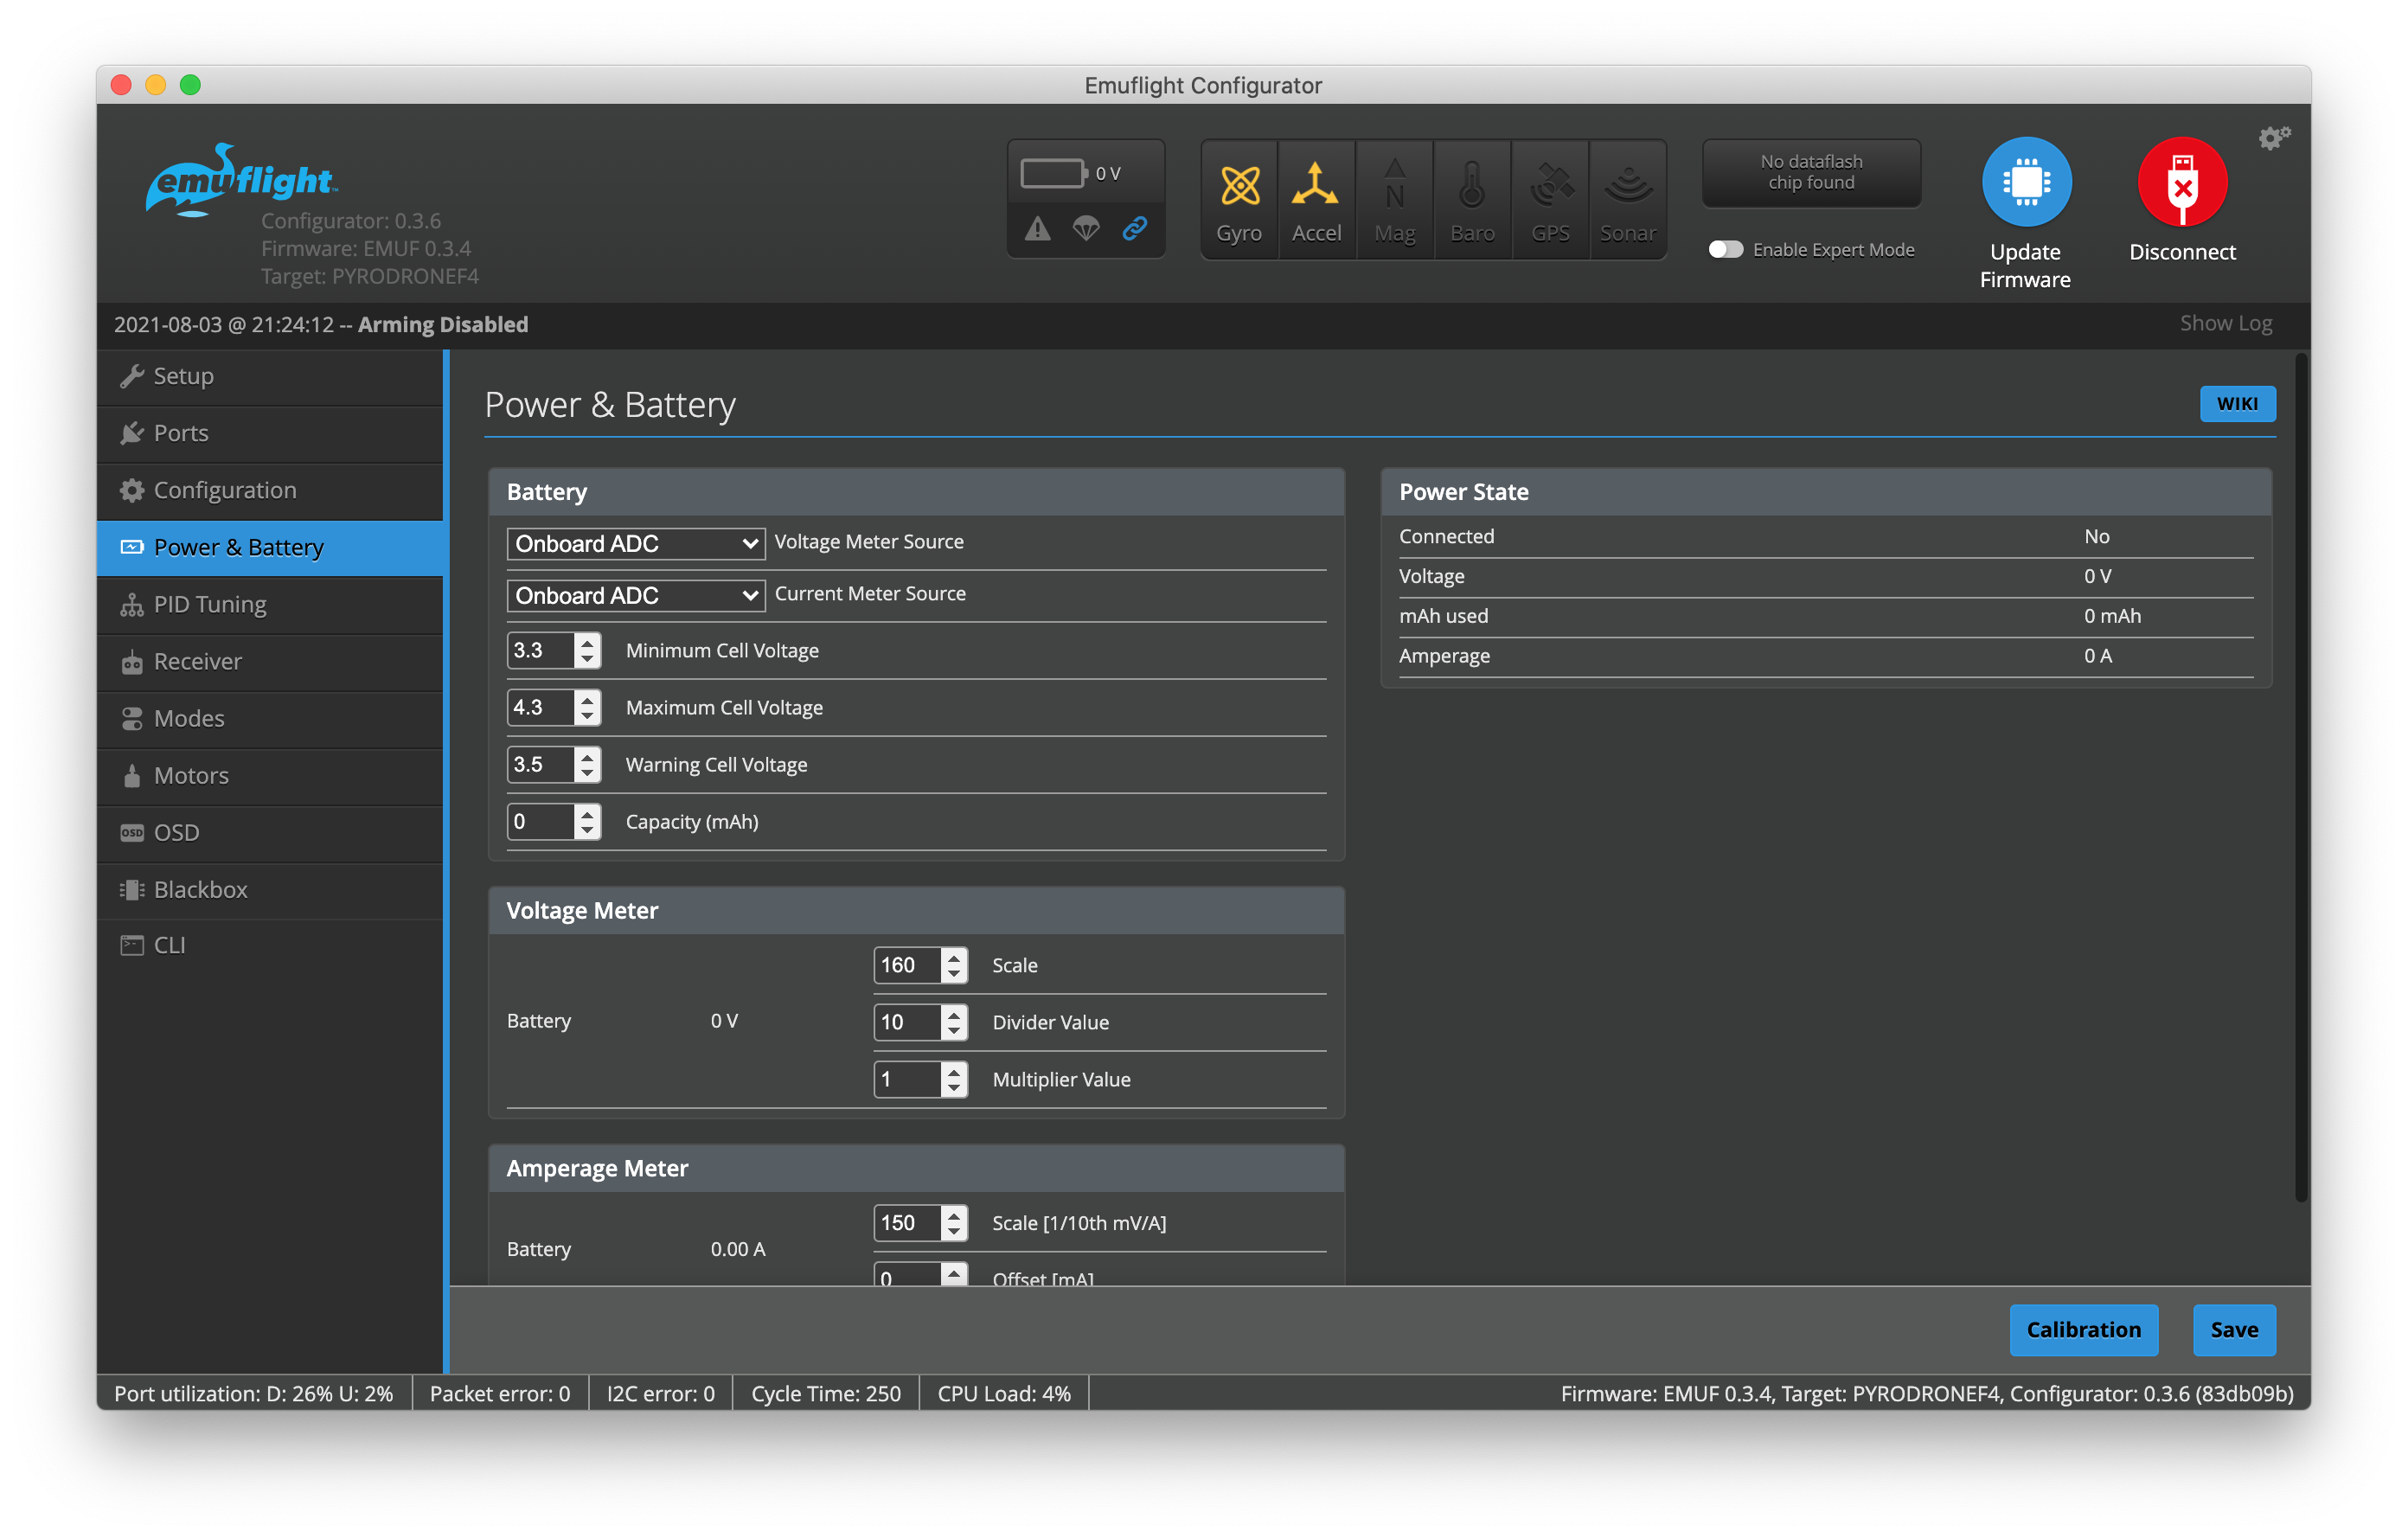 Emuflight Configurator
emuflight™
Configurator: 0.3.6
Firmware: EMUF 0.3.4
Target: PYRODRONEF4
0 V
Gyro
Accel
N
Mag
Baro
GPS
Sonar
No dataflash
chip found
Enable Expert Mode
Update
Firmware
Disconnect
2021-08-03 @ 21:24:12 -- Arming Disabled
Show Log
Setup
Ports
Configuration
Power & Battery
PID Tuning
Receiver
Modes
Motors
OSD OSD
Blackbox
CLI
Power & Battery
WIKI
Battery
Onboard ADC Voltage Meter Source
Onboard ADC Current Meter Source
3.3 Minimum Cell Voltage
4.3 Maximum Cell Voltage
3.5 Warning Cell Voltage
0 Capacity (mAh)
Power State
Connected No
Voltage 0 V
mAh used 0 mAh
Amperage 0 A
Voltage Meter
Battery 0 V
160 Scale
10 Divider Value
1 Multiplier Value
Amperage Meter
Battery 0.00 A
150 Scale [1/10th mV/A]
0 Offset [mA]
Calibration
Save
Port utilization: D: 26% U: 2% Packet error: 0 I2C error: 0 Cycle Time: 250 CPU Load: 4% Firmware: EMUF 0.3.4, Target: PYRODRONEF4, Configurator: 0.3.6 (83db09b)